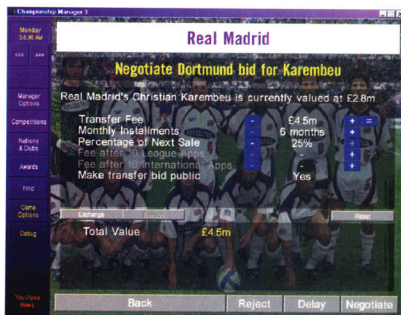 Championship Manager 3
Monday
<<< >>>
Manager
Options
Competitions
Nations
& Clubs
Awards
Find
Game
Options
Debug
You Have
News
Real Madrid
Negotiate Dortmund bid for Karembeu
Real Madrid's Christian Karembeu is currently valued at £2.8m
Transfer Fee - £4.5m + =
Monthly Installments - 6 months +
Percentage of Next Sale - 25% +
Fee after 10 League Apps - - +
Fee after 10 International Apps - - +
Make transfer bid public Yes
Exchange
Reset
Total Value £4.5m
Back Reject Delay Negotiate